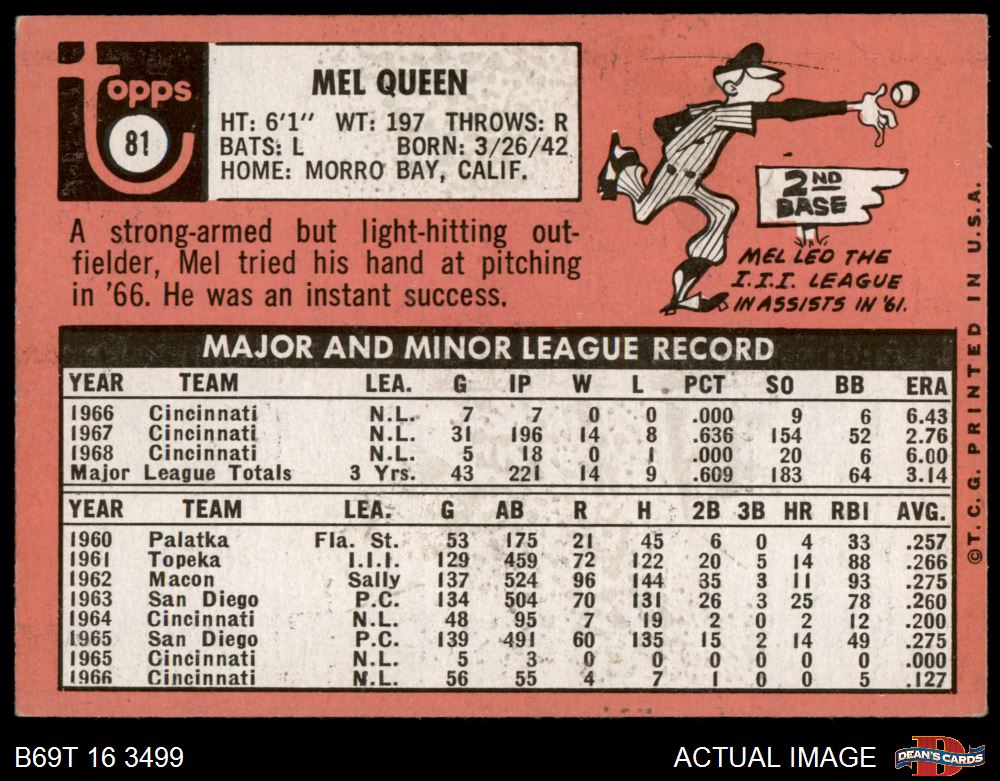 Topps
81
MEL QUEEN
HT: 6'1" WT: 197 THROWS: R
BATS: L BORN: 3/26/42
HOME: MORRO BAY, CALIF.
A strong-armed but light-hitting out-
fielder, Mel tried his hand at pitching
in '66. He was an instant success.
2ND
BASE
MEL LED THE
I.I.I. LEAGUE
IN ASSISTS IN '61.
MAJOR AND MINOR LEAGUE RECORD
YEAR TEAM LEA. G IP W L PCT SO BB ERA
1966 Cincinnati N.L. 7 7 0 0 .000 9 6 6.43
1967 Cincinnati N.L. 31 196 14 8 .636 154 52 2.76
1968 Cincinnati N.L. 5 18 0 1 .000 20 6 6.00
Major League Totals 3 Yrs. 43 221 14 9 .609 183 64 3.14
YEAR TEAM LEA. G AB R H 2B 3B HR RBI AVG.
1960 Palatka Fla. St. 53 175 21 45 6 0 4 33 .257
1961 Topeka I.I.I. 129 459 72 122 20 5 14 88 .266
1962 Macon Sally 137 524 96 144 35 3 11 93 .275
1963 San Diego P.C. 134 504 70 131 26 3 25 78 .260
1964 Cincinnati N.L. 48 95 7 19 2 0 2 12 .200
1965 San Diego P.C. 139 491 60 135 15 2 14 49 .275
1965 Cincinnati N.L. 5 3 0 0 0 0 0 0 .000
1966 Cincinnati N.L. 56 55 4 7 1 0 0 5 .127
©T.C.G. PRINTED IN U.S.A.
B69T 16 3499
ACTUAL IMAGE
D
DEAN'S CARDS